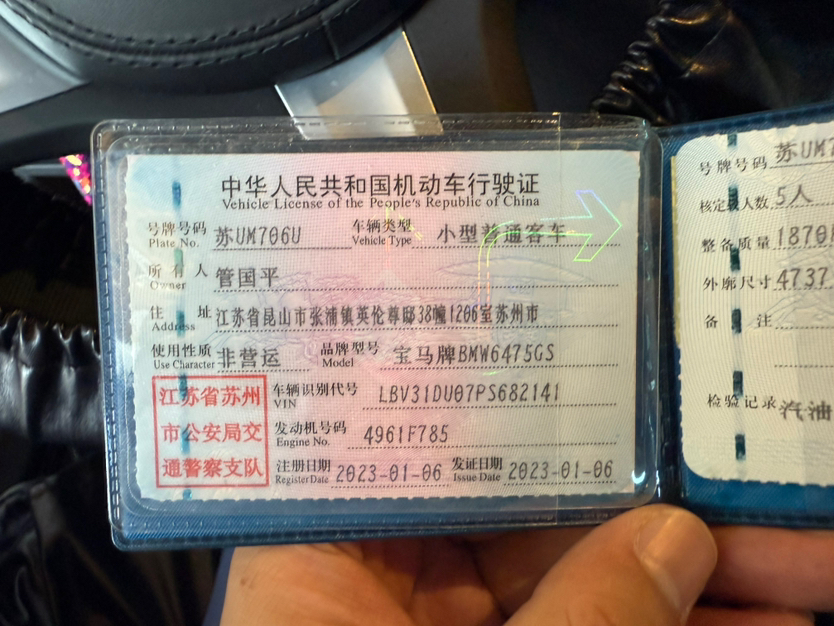 中华人民共和国机动车行驶证
Vehicle License of the People's Republic of China
号牌号码 Plate No. 苏UM706U 车辆类型 Vehicle Type 小型普通客车
所有人 Owner 管国平
住址 Address 江苏省昆山市张浦镇英伦尊邸38幢1206室苏州市
使用性质 Use Character 非营运 品牌型号 Model 宝马牌BMW6475GS
车辆识别代号 VIN LBV31DU07PS682141
发动机号码 Engine No. 4961F785
注册日期 Register Date 2023-01-06 发证日期 Issue Date 2023-01-06
江苏省苏州
市公安局交
通警察支队
号牌号码 苏UM7
核定载人数 5人
整备质量 1870
外廓尺寸 4737
备注
检验记录 汽油